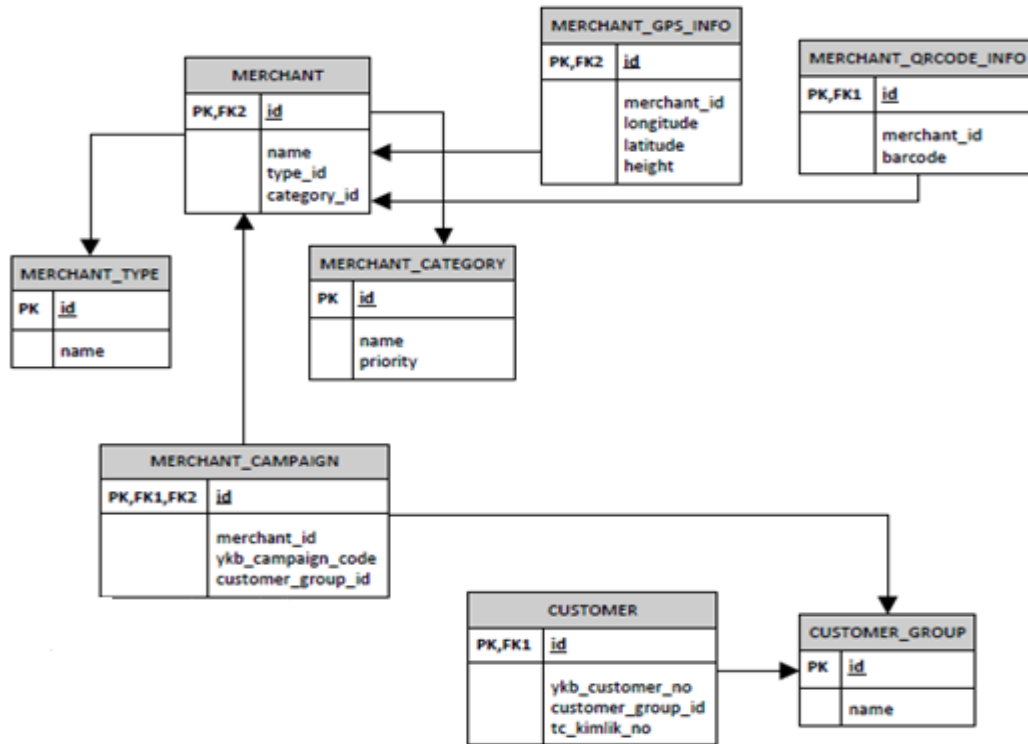 MERCHANT_GPS_INFO
PK,FK2 id
merchant_id
longitude
latitude
height
MERCHANT_QRCODE_INFO
PK,FK1 id
merchant_id
barcode
MERCHANT
PK,FK2 id
name
type_id
category_id
MERCHANT_TYPE
PK id
name
MERCHANT_CATEGORY
PK id
name
priority
MERCHANT_CAMPAIGN
PK,FK1,FK2 id
merchant_id
ykb_campaign_code
customer_group_id
CUSTOMER
PK,FK1 id
ykb_customer_no
customer_group_id
tc_kimlik_no
CUSTOMER_GROUP
PK id
name